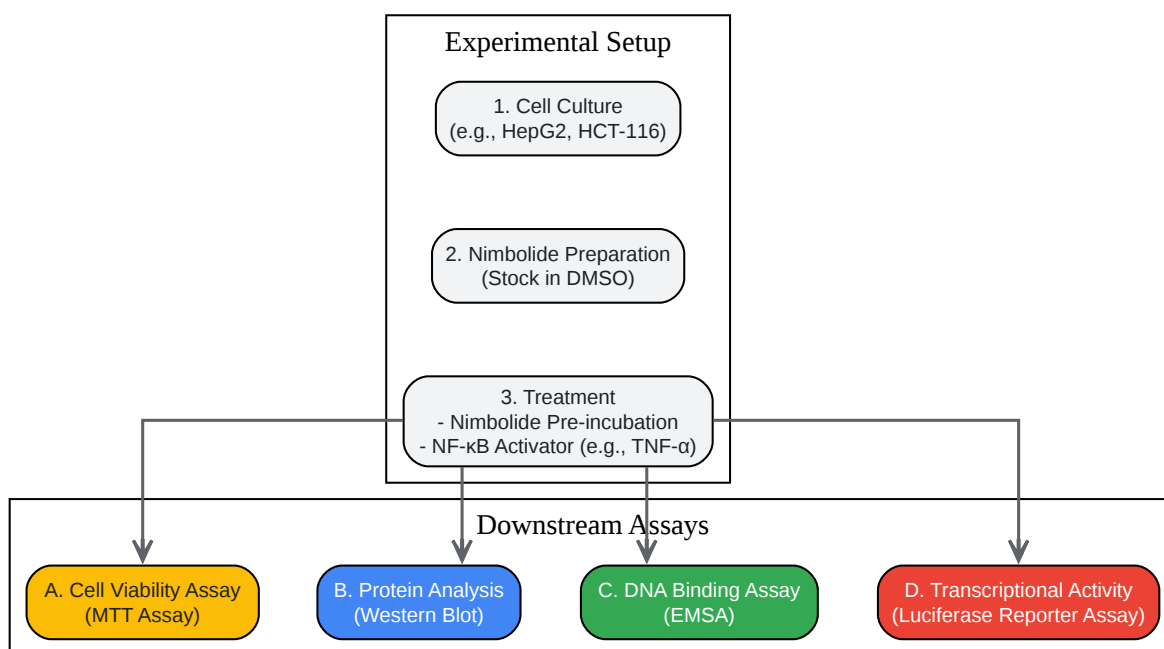 Experimental Setup
1. Cell Culture
(e.g., HepG2, HCT-116)
2. Nimbolide Preparation
(Stock in DMSO)
3. Treatment
- Nimbolide Pre-incubation
- NF-κB Activator (e.g., TNF-α)
Downstream Assays
A. Cell Viability Assay
(MTT Assay)
B. Protein Analysis
(Western Blot)
C. DNA Binding Assay
(EMSA)
D. Transcriptional Activity
(Luciferase Reporter Assay)